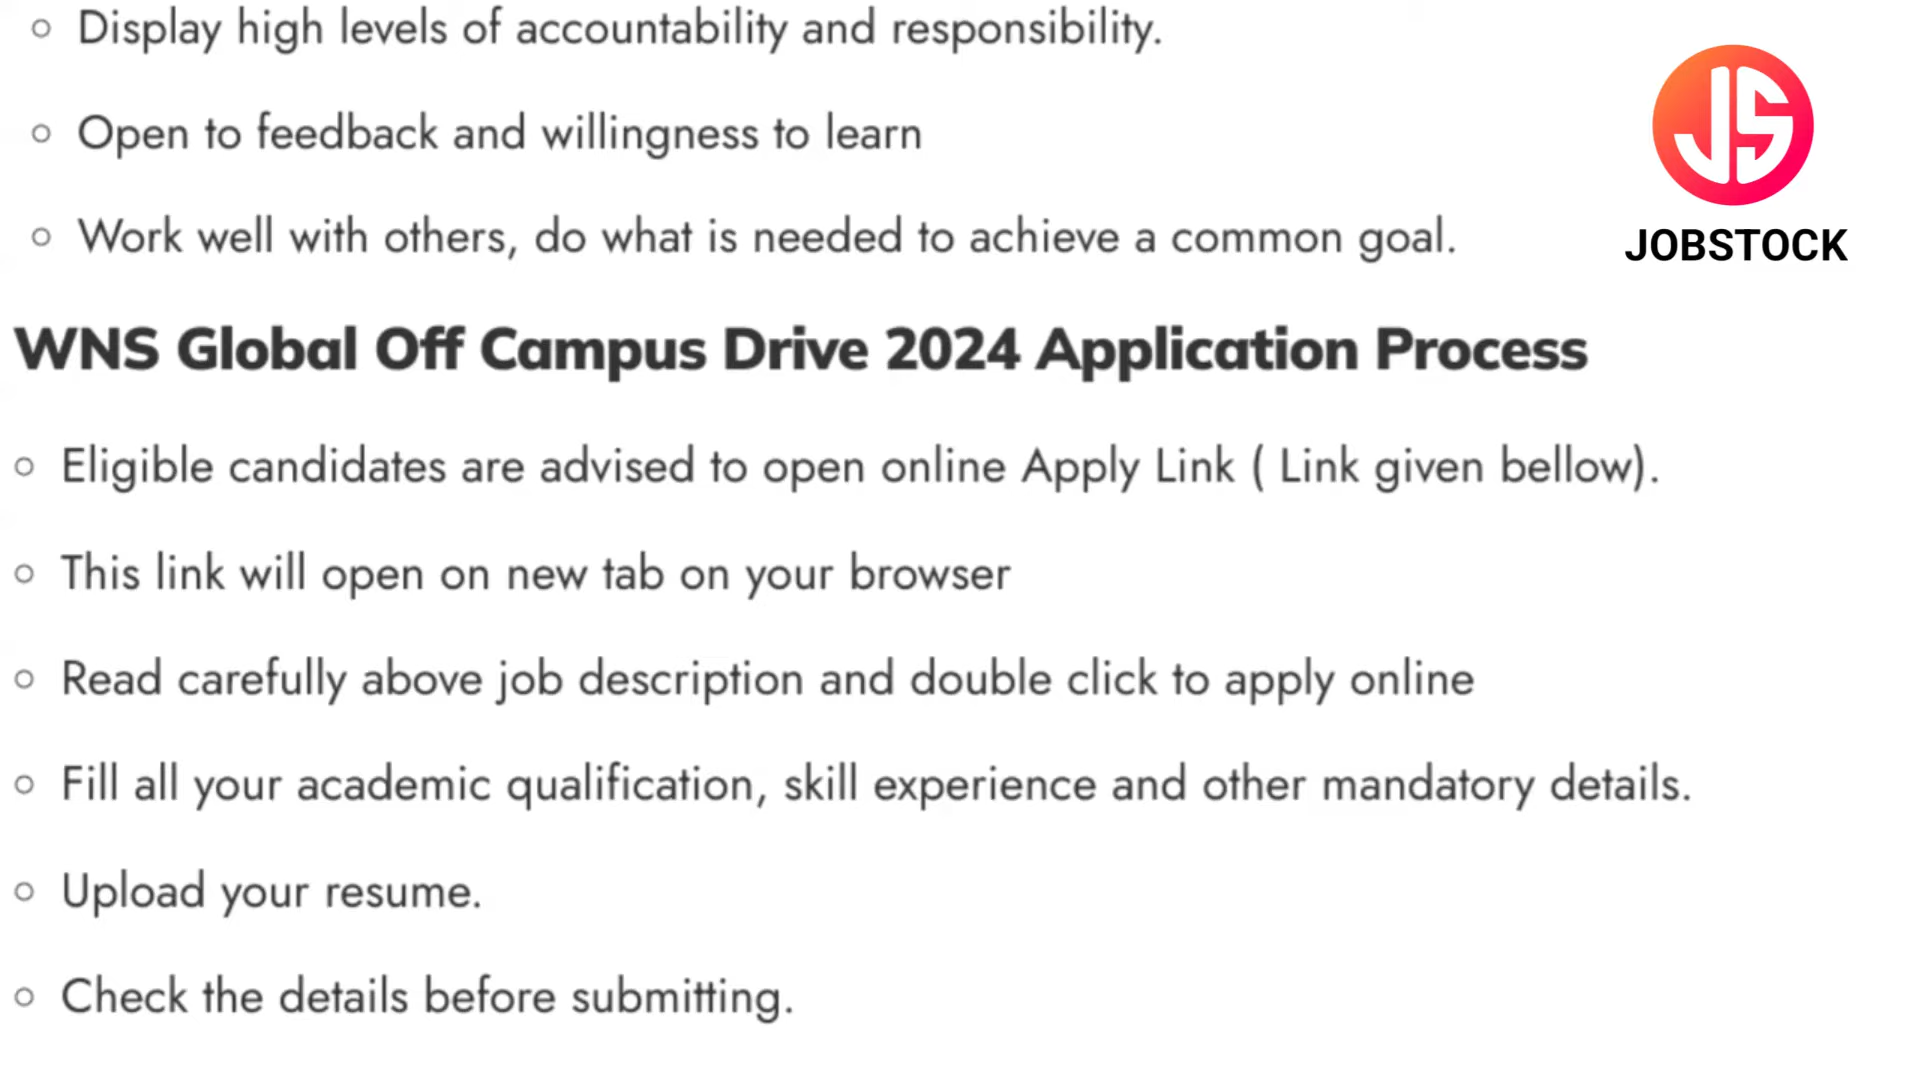 Display high levels of accountability and responsibility.
Open to feedback and willingness to learn
Work well with others, do what is needed to achieve a common goal.
JS
JOBSTOCK
WNS Global Off Campus Drive 2024 Application Process
Eligible candidates are advised to open online Apply Link ( Link given bellow).
This link will open on new tab on your browser
Read carefully above job description and double click to apply online
Fill all your academic qualification, skill experience and other mandatory details.
Upload your resume.
Check the details before submitting.